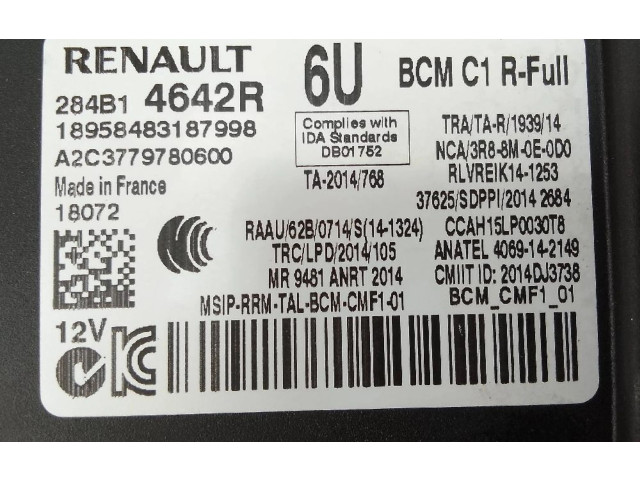 RENAULT 6U BCM C1 R-Full
284B1 4642R
18958483187998
A2C3779780600
Made in France
18072
Complies with
IDA Standards
DB01752
TA-2014/768
TRA/TA-R/1939/14
NCA/3R8-8M-0E-0D0
RLVREIK14-1253
37625/SDPPI/2014 2684
RAAU/62B/0714/S(14-1324) CCAH15LP0030T8
TRC/LPD/2014/105 ANATEL 4069-14-2149
MR 9481 ANRT 2014 CMIIT ID: 2014DJ3738
MSIP-RRM-TAL-BCM-CMF1-01 BCM_CMF1_01
12V